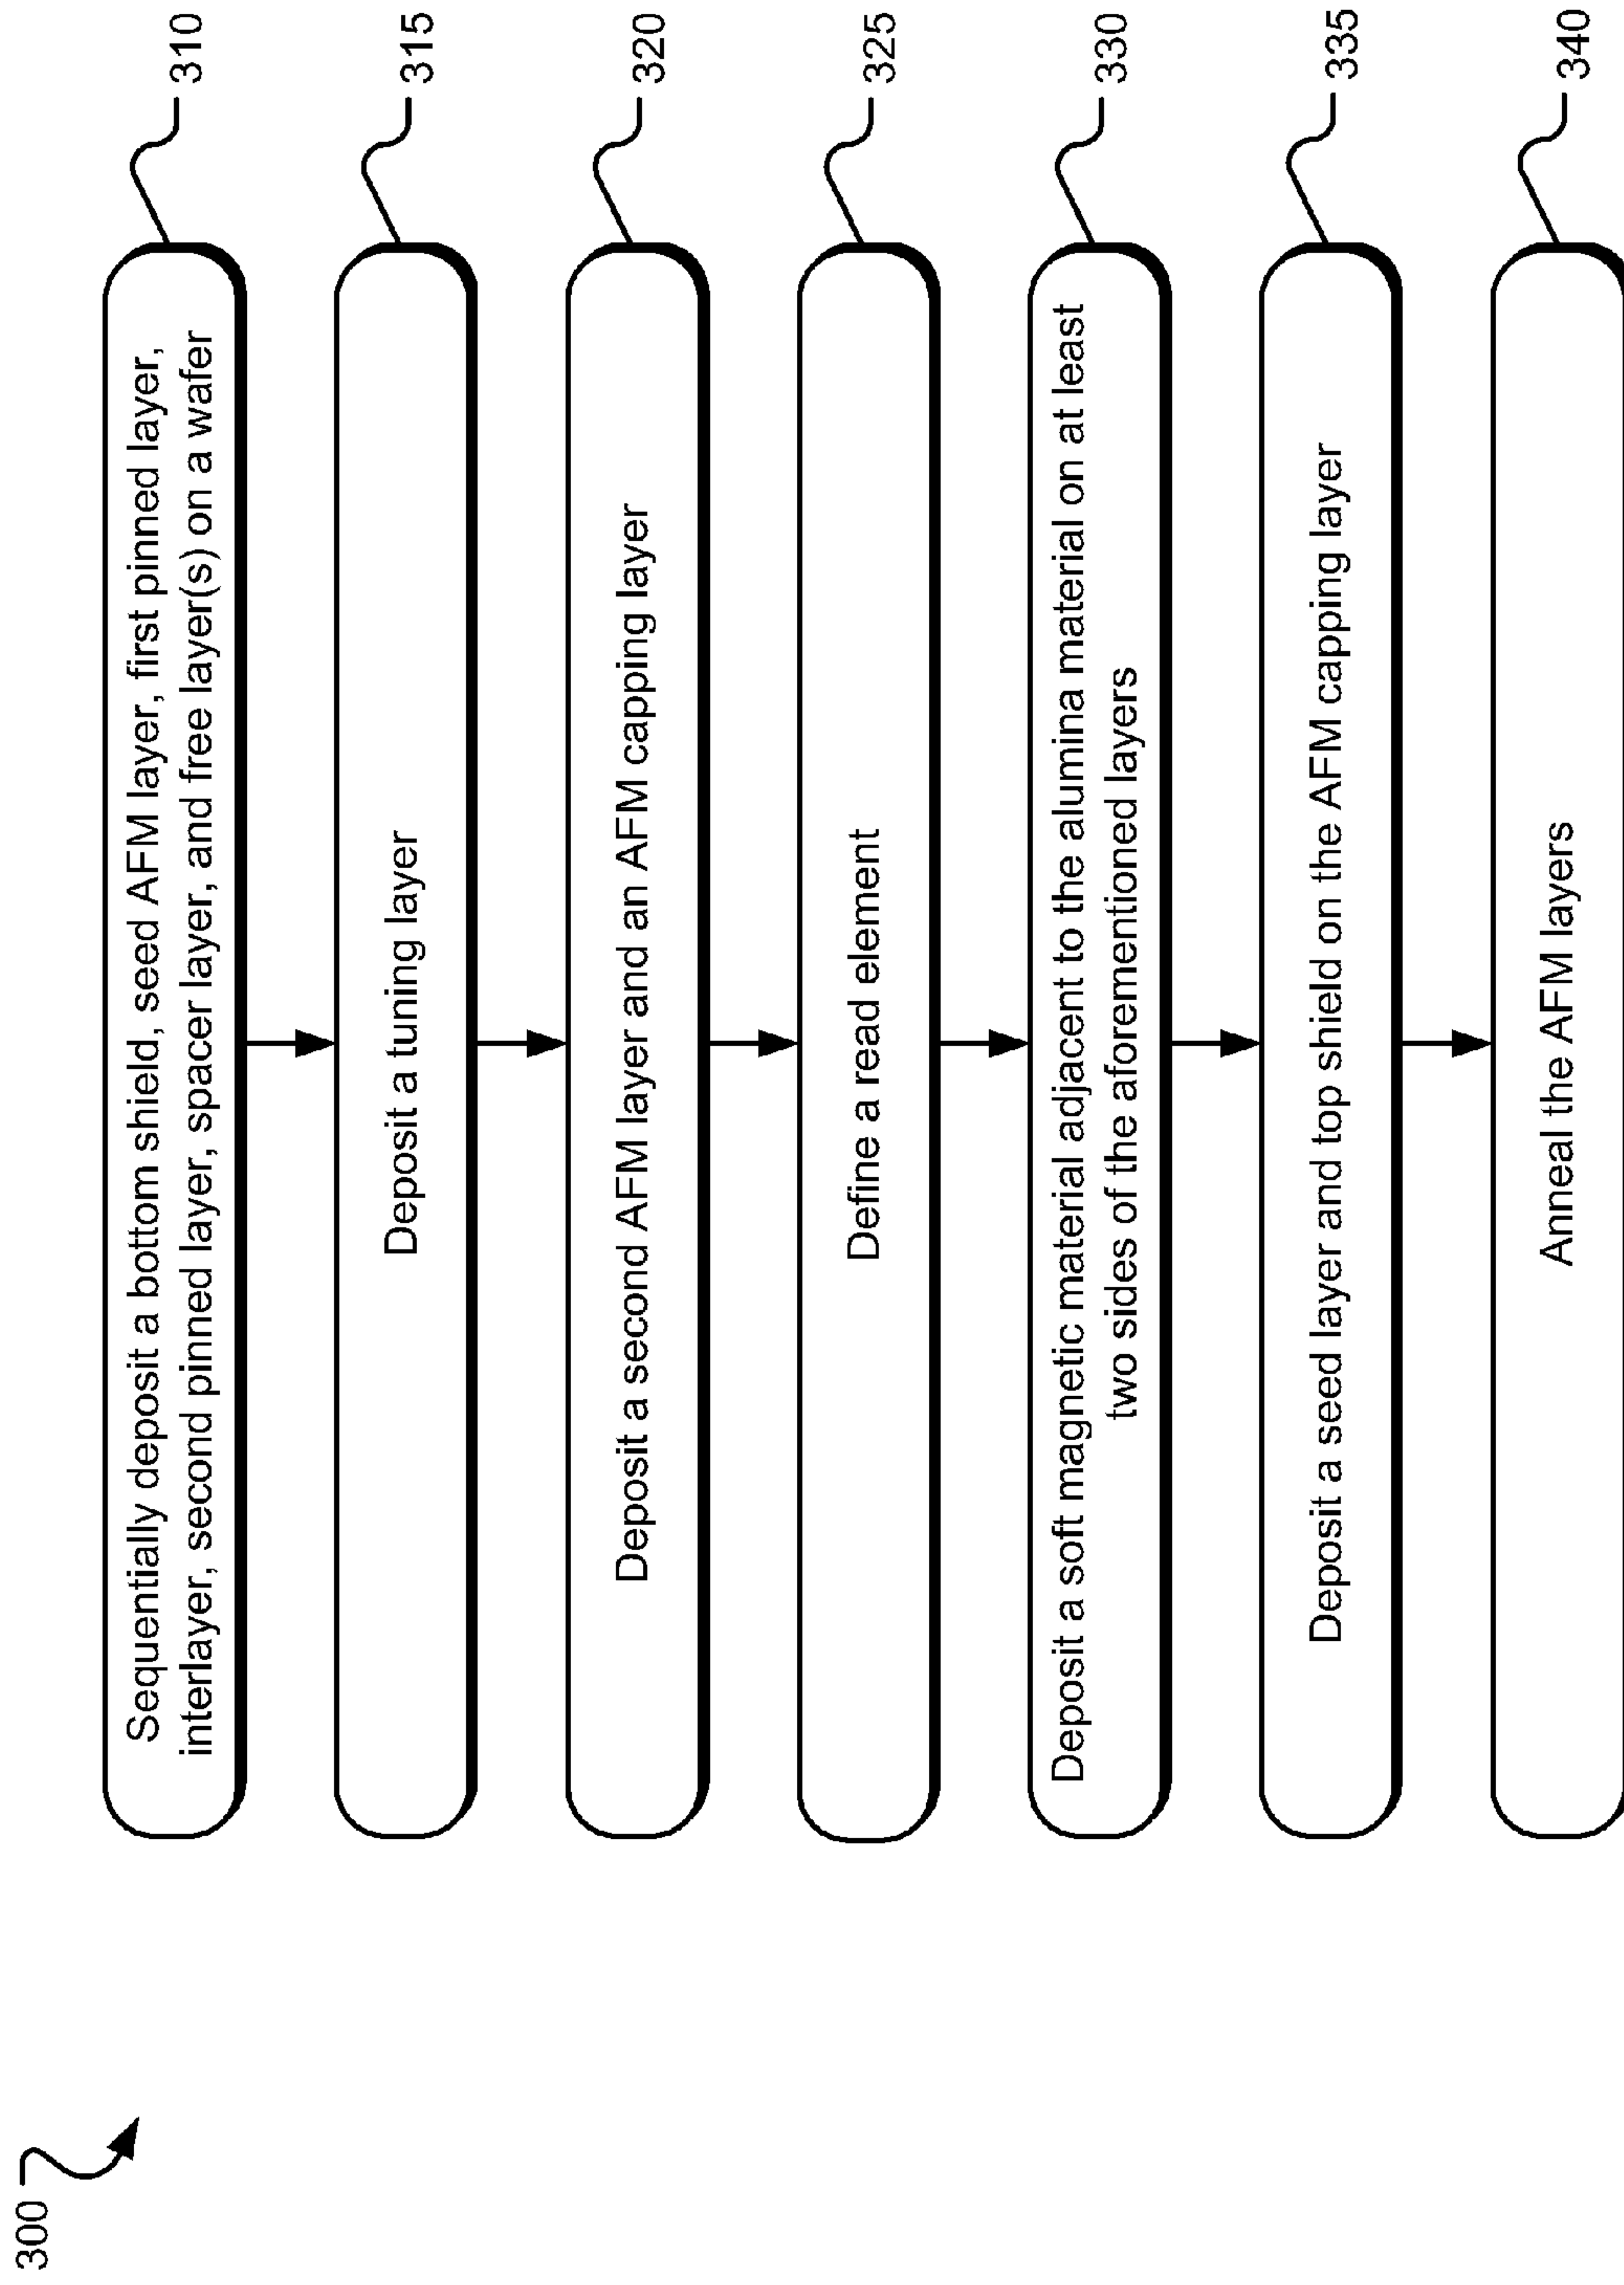 300
Sequentially deposit a bottom shield, seed AFM layer, first pinned layer,
interlayer, second pinned layer, spacer layer, and free layer(s) on a wafer
310
Deposit a tuning layer
315
Deposit a second AFM layer and an AFM capping layer
320
Define a read element
325
Deposit a soft magnetic material adjacent to the alumina material on at least
two sides of the aforementioned layers
330
Deposit a seed layer and top shield on the AFM capping layer
335
Anneal the AFM layers
340